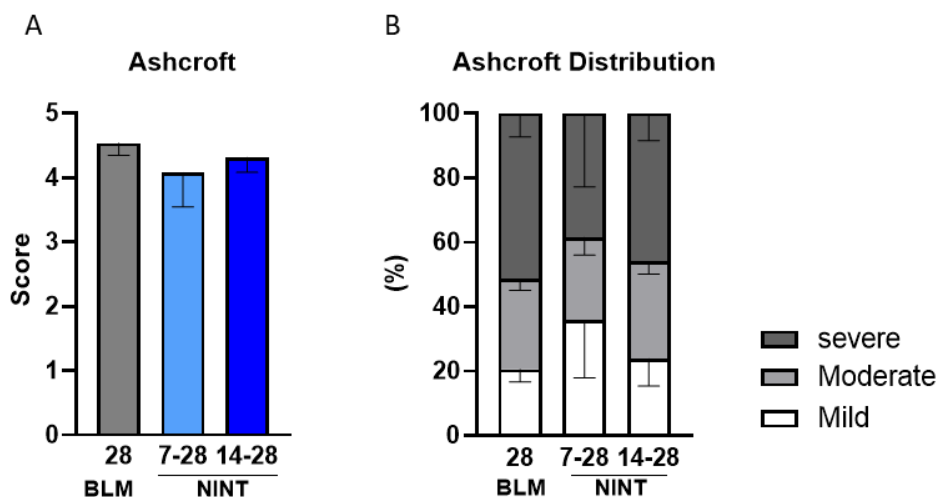 A
Ashcroft
Score
5
4
3
2
1
0
28 7-28 14-28
BLM NINT
B
Ashcroft Distribution
(%)
100
80
60
40
20
0
28 7-28 14-28
BLM NINT
severe
Moderate
Mild